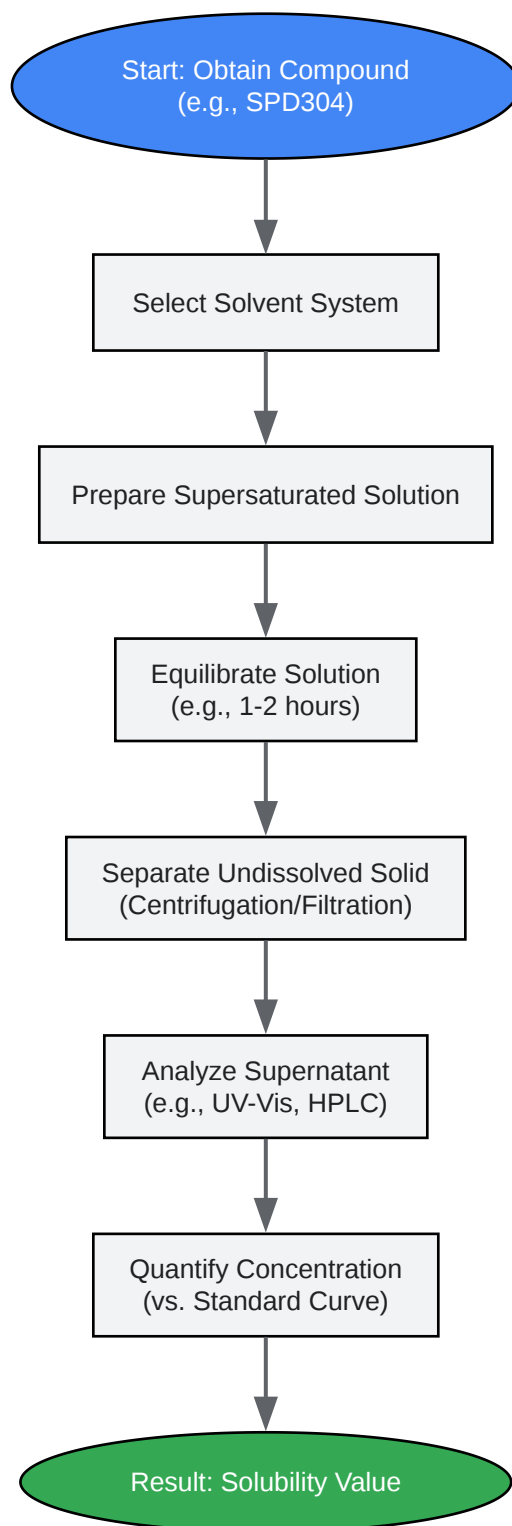 Start: Obtain Compound
(e.g., SPD304)
Select Solvent System
Prepare Supersaturated Solution
Equilibrate Solution
(e.g., 1-2 hours)
Separate Undissolved Solid
(Centrifugation/Filtration)
Analyze Supernatant
(e.g., UV-Vis, HPLC)
Quantify Concentration
(vs. Standard Curve)
Result: Solubility Value